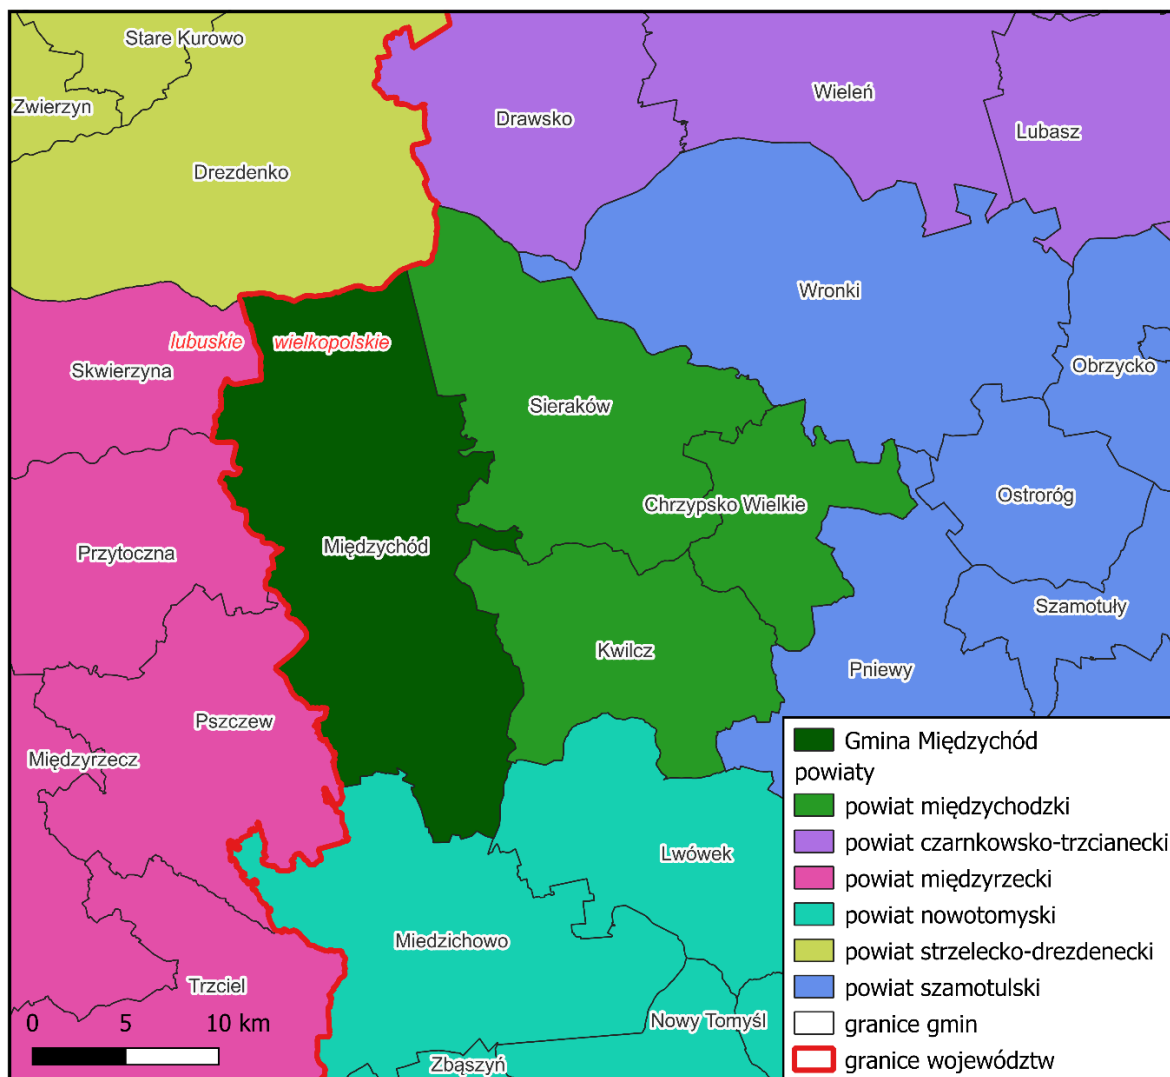 Stare Kurowo
Zwierzyn
Drawsko
Wieleń
Lubasz
Drezdenko
Wronki
lubuskie
wielkopolskie
Skwierzyna
Obrzycko
Sieraków
Chrzypsko Wielkie
Ostroróg
Międzychód
Przytoczna
Szamotuły
Kwilcz
Pniewy
Pszczew
Międzyrzecz
Lwówek
Miedzichowo
Trzciel
Nowy Tomyśl
Zbąszyń
0 5 10 km
Gmina Międzychód
powiaty
powiat międzychodzki
powiat czarnkowsko-trzcianecki
powiat międzyrzecki
powiat nowotomyski
powiat strzelecko-drezdenecki
powiat szamotulski
granice gmin
granice województw